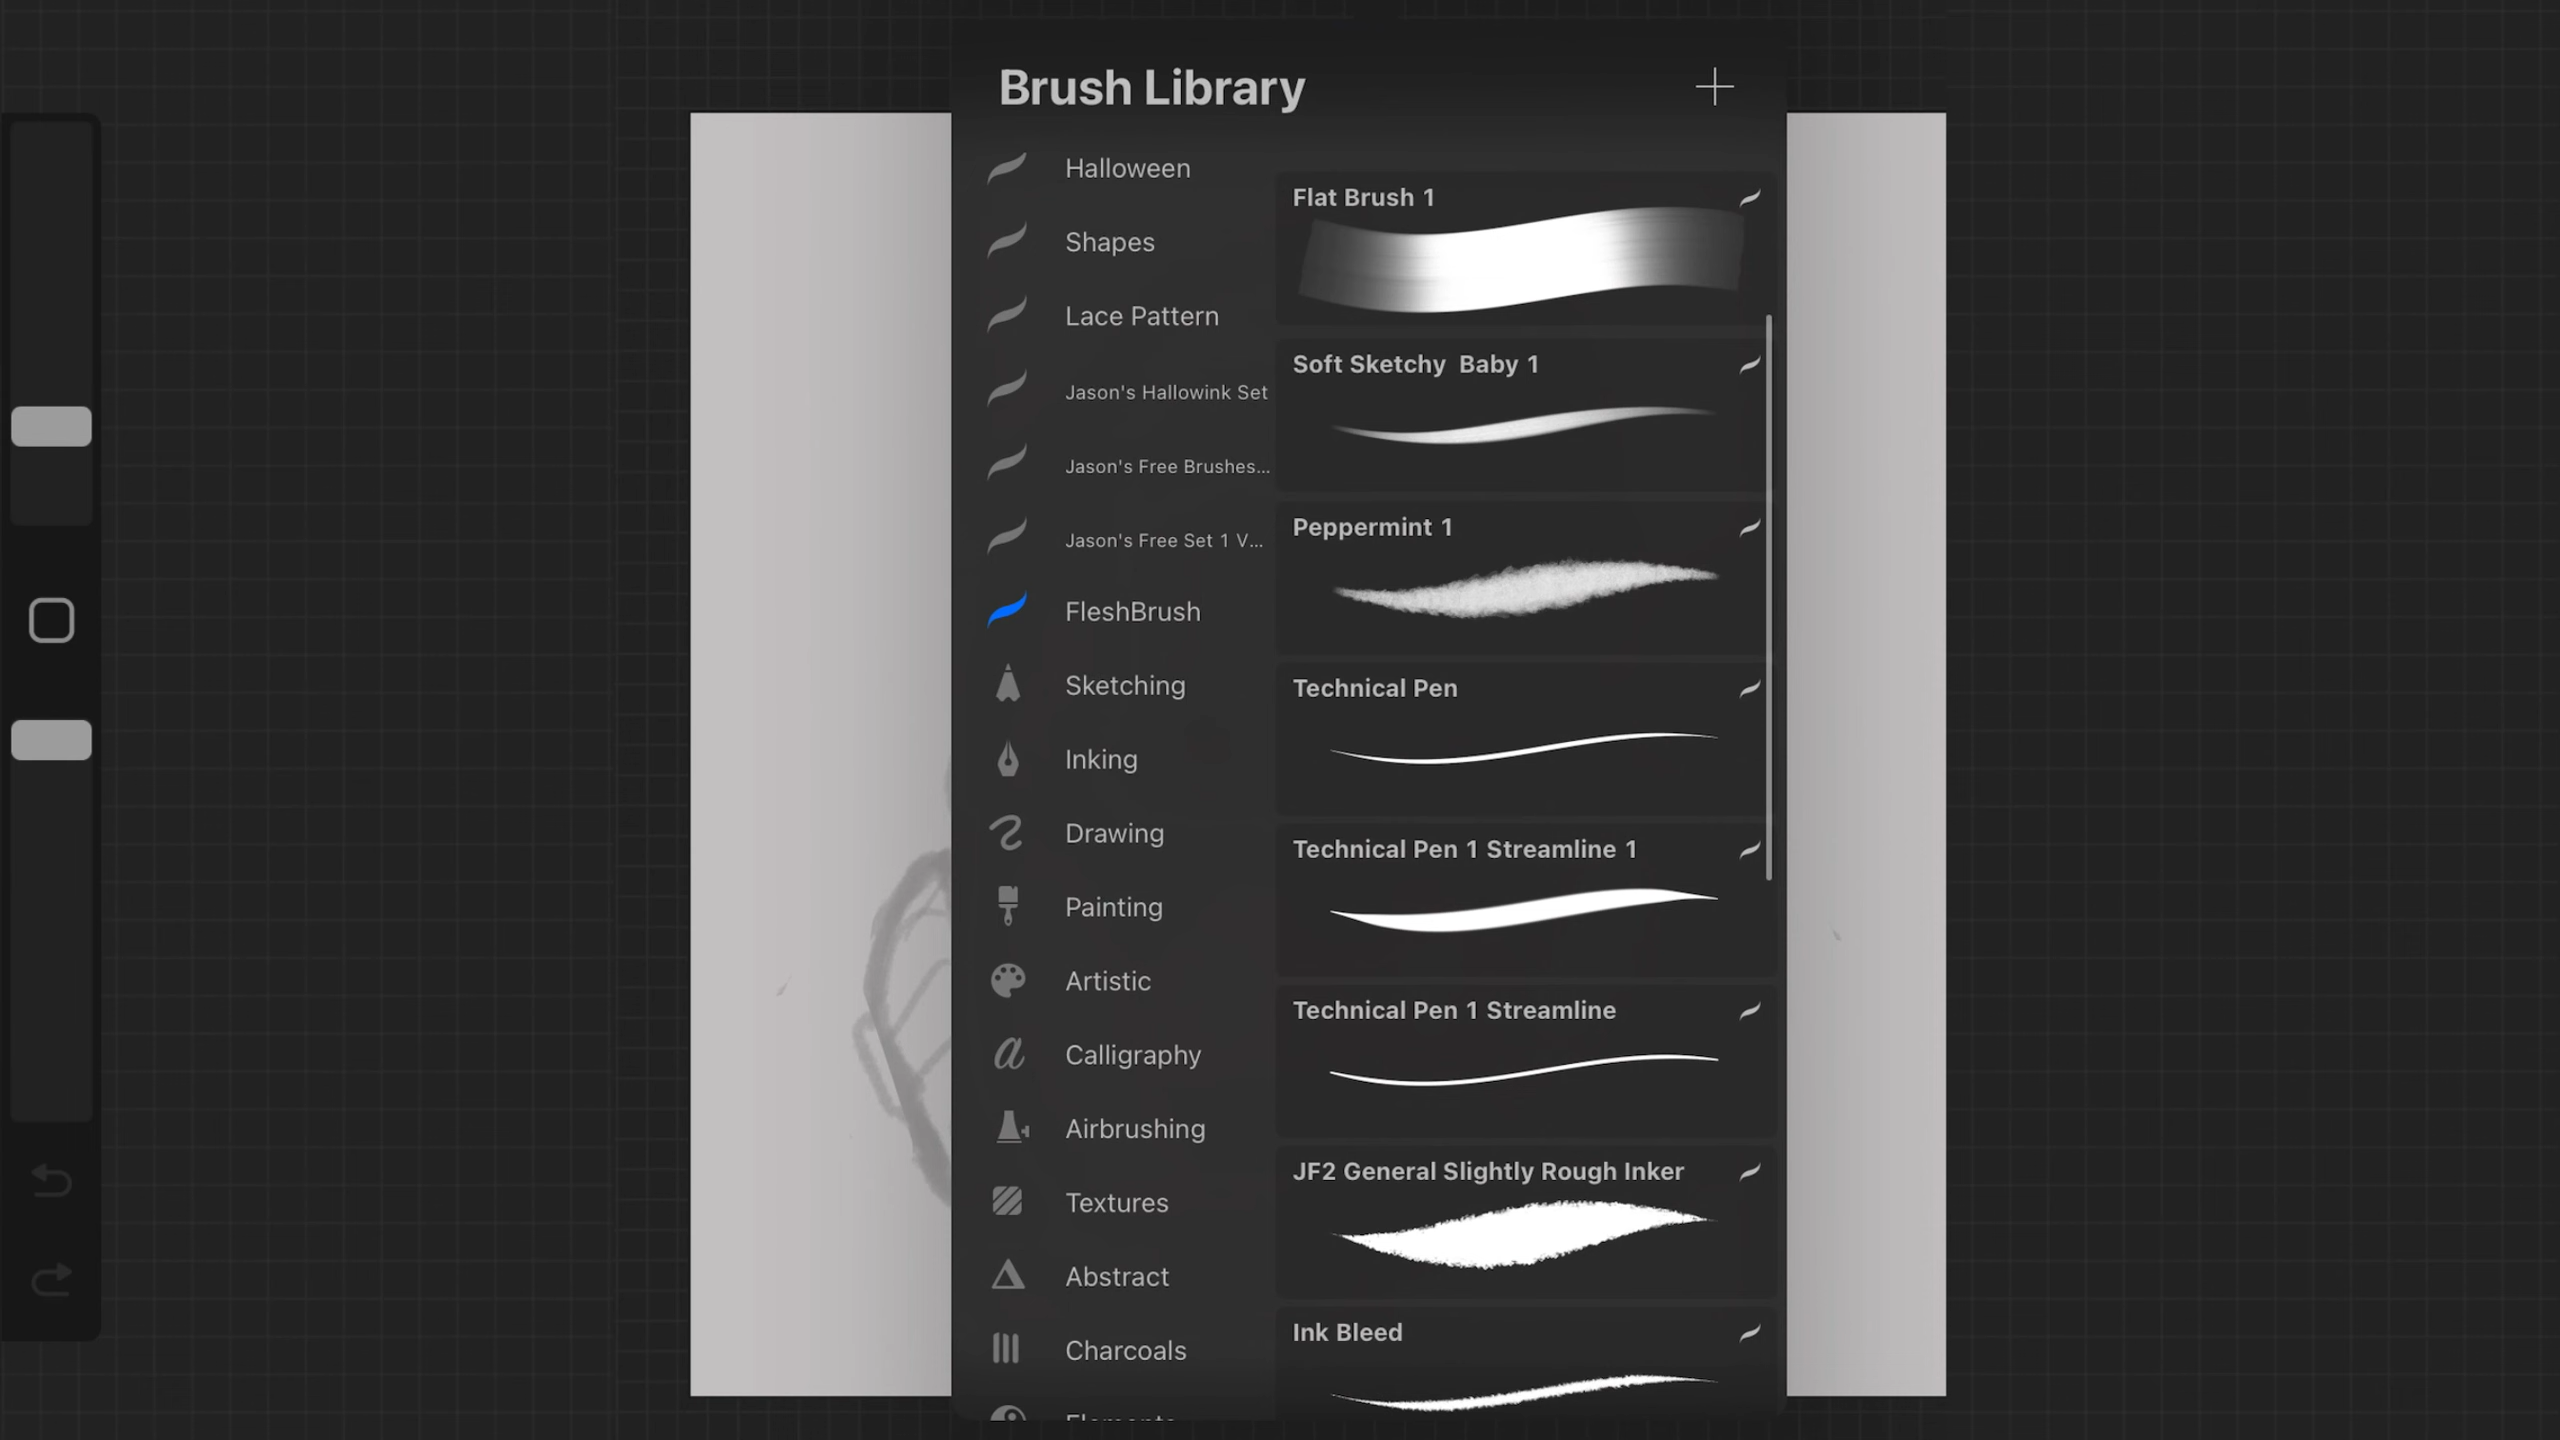 Brush Library
Halloween
Shapes
Lace Pattern
Jason's Hallowink Set
Jason's Free Brushes...
Jason's Free Set 1 V...
FleshBrush
Sketching
Inking
Drawing
Painting
Artistic
Calligraphy
Airbrushing
Textures
Abstract
Charcoals
Flat Brush 1
Soft Sketchy  Baby 1
Peppermint 1
Technical Pen
Technical Pen 1 Streamline 1
Technical Pen 1 Streamline
JF2 General Slightly Rough Inker
Ink Bleed